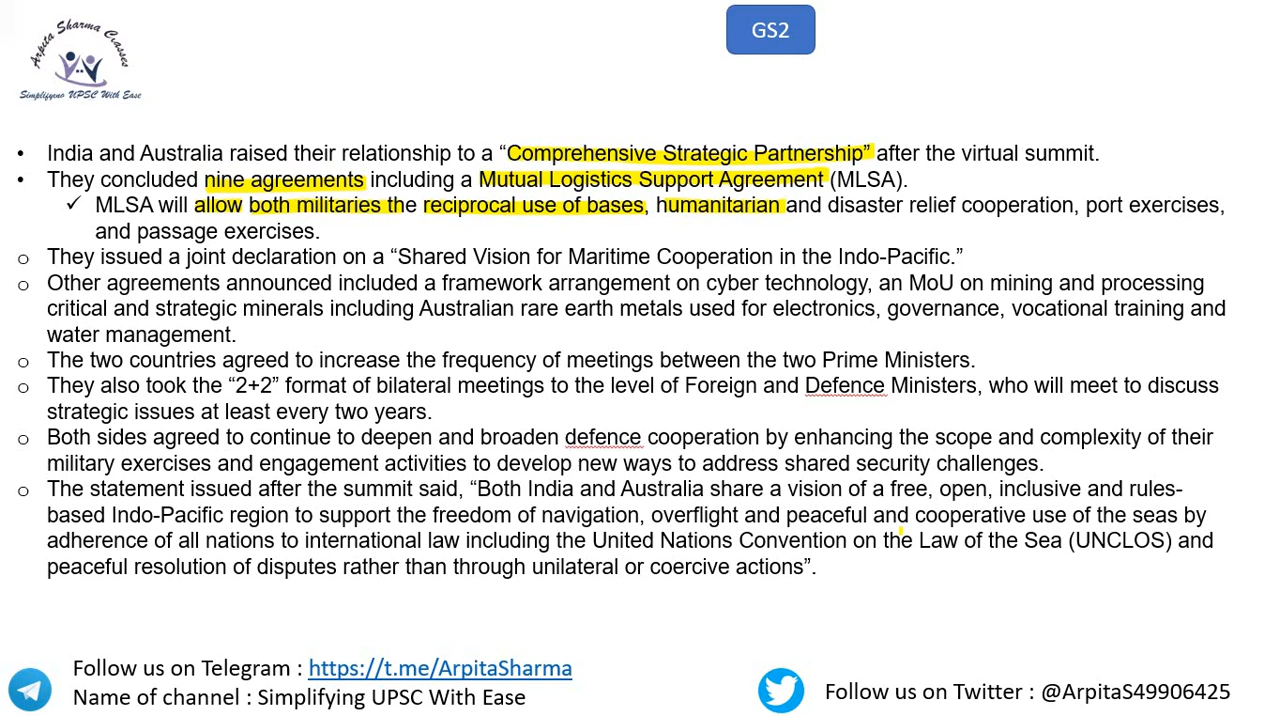 Arpita Sharma Classes
Simplifyeno UPSC With Ease
GS2
• India and Australia raised their relationship to a “Comprehensive Strategic Partnership” after the virtual summit.
• They concluded nine agreements including a Mutual Logistics Support Agreement (MLSA).
✓ MLSA will allow both militaries the reciprocal use of bases, humanitarian and disaster relief cooperation, port exercises,
and passage exercises.
o They issued a joint declaration on a “Shared Vision for Maritime Cooperation in the Indo-Pacific.”
o Other agreements announced included a framework arrangement on cyber technology, an MoU on mining and processing
critical and strategic minerals including Australian rare earth metals used for electronics, governance, vocational training and
water management.
o The two countries agreed to increase the frequency of meetings between the two Prime Ministers.
o They also took the “2+2” format of bilateral meetings to the level of Foreign and Defence Ministers, who will meet to discuss
strategic issues at least every two years.
o Both sides agreed to continue to deepen and broaden defence cooperation by enhancing the scope and complexity of their
military exercises and engagement activities to develop new ways to address shared security challenges.
o The statement issued after the summit said, “Both India and Australia share a vision of a free, open, inclusive and rules-
based Indo-Pacific region to support the freedom of navigation, overflight and peaceful and cooperative use of the seas by
adherence of all nations to international law including the United Nations Convention on the Law of the Sea (UNCLOS) and
peaceful resolution of disputes rather than through unilateral or coercive actions”.
Follow us on Telegram : https://t.me/ArpitaSharma
Name of channel : Simplifying UPSC With Ease
Follow us on Twitter : @ArpitaS49906425